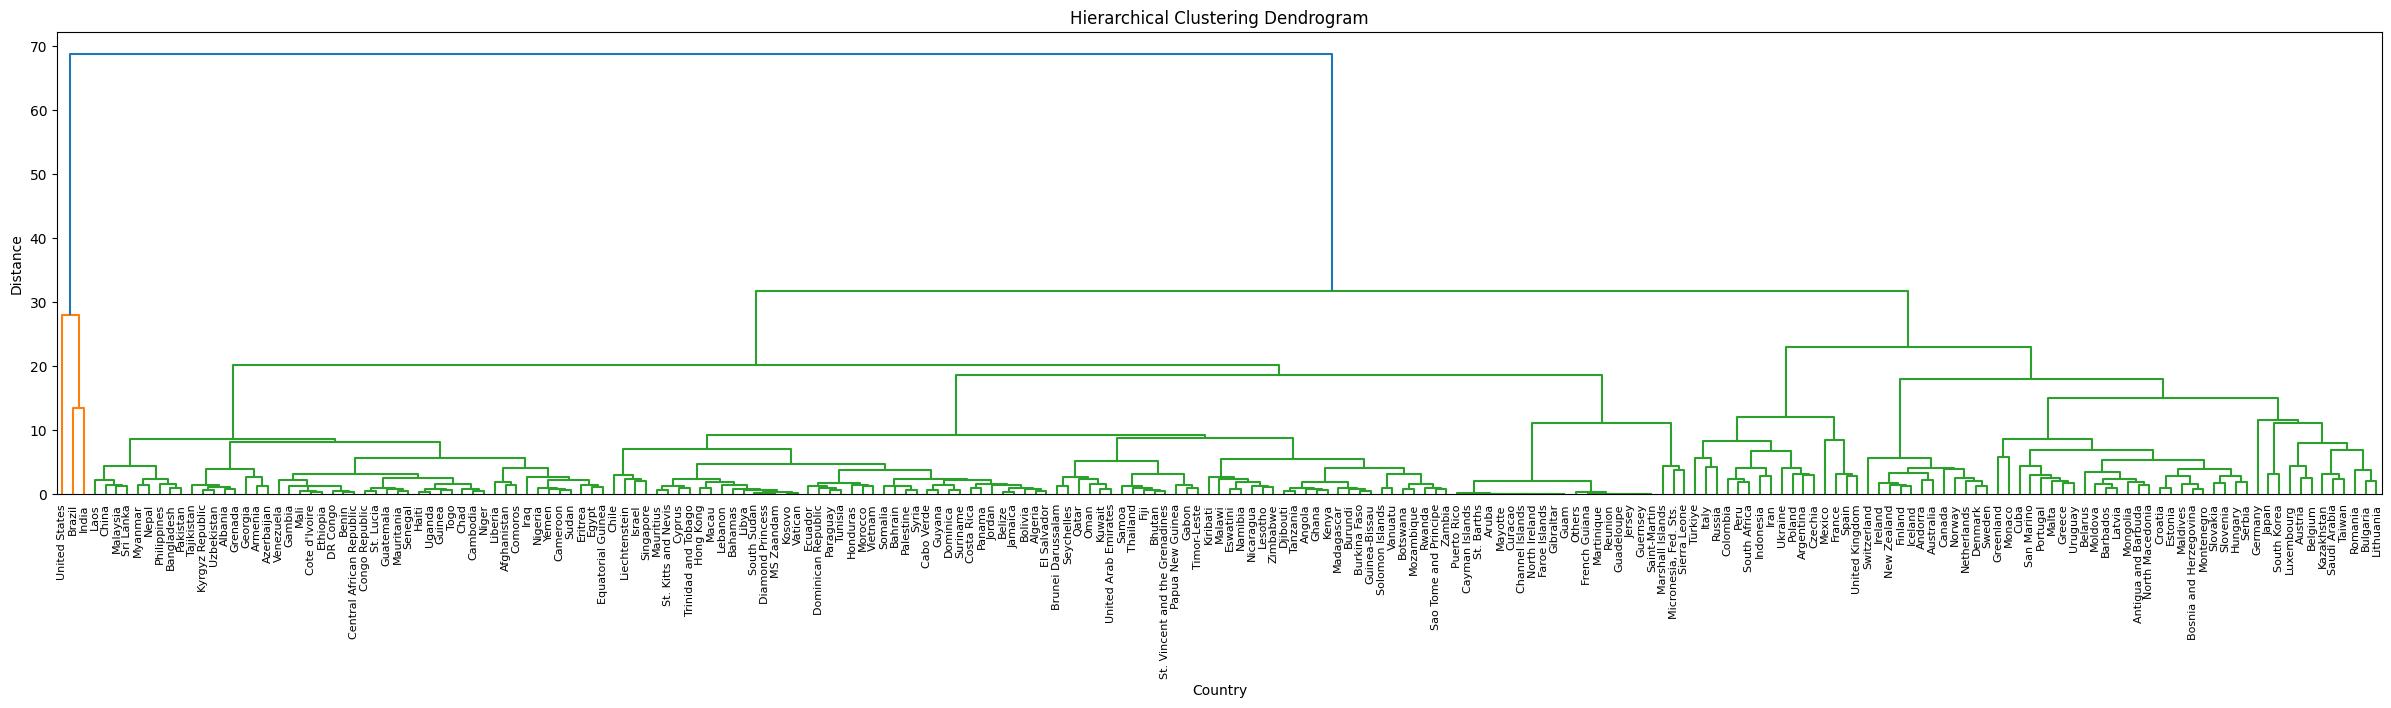 Hierarchical Clustering Dendrogram
70
60
50
40
30
20
10
0
Distance
United States
Brazil
India
Laos
China
Malaysia
Sri Lanka
Myanmar
Nepal
Philippines
Bangladesh
Pakistan
Tajikistan
Kyrgyz Republic
Uzbekistan
Albania
Grenada
Georgia
Armenia
Azerbaijan
Venezuela
Gambia
Mali
Cote d'Ivoire
Ethiopia
DR Congo
Benin
Central African Republic
Congo Republic
St. Lucia
Guatemala
Mauritania
Senegal
Haiti
Uganda
Guinea
Togo
Chad
Cambodia
Niger
Liberia
Afghanistan
Comoros
Iraq
Nigeria
Yemen
Cameroon
Sudan
Eritrea
Egypt
Equatorial Guinea
Chile
Liechtenstein
Israel
Singapore
Mauritius
St. Kitts and Nevis
Cyprus
Trinidad and Tobago
Hong Kong
Macau
Lebanon
Bahamas
Libya
South Sudan
Diamond Princess
MS Zaandam
Kosovo
Vatican
Ecuador
Dominican Republic
Paraguay
Tunisia
Honduras
Morocco
Vietnam
Somalia
Bahrain
Palestine
Syria
Cabo Verde
Guyana
Dominica
Suriname
Costa Rica
Panama
Jordan
Belize
Jamaica
Bolivia
Algeria
El Salvador
Brunei Darussalam
Seychelles
Qatar
Oman
Kuwait
United Arab Emirates
Samoa
Thailand
Fiji
Bhutan
St. Vincent and the Grenadines
Papua New Guinea
Gabon
Timor-Leste
Kiribati
Malawi
Eswatini
Namibia
Nicaragua
Lesotho
Zimbabwe
Djibouti
Tanzania
Angola
Ghana
Kenya
Madagascar
Burundi
Burkina Faso
Guinea-Bissau
Solomon Islands
Vanuatu
Botswana
Mozambique
Rwanda
Sao Tome and Principe
Zambia
Puerto Rico
Cayman Islands
St. Barths
Aruba
Mayotte
Curacao
Channel Islands
North Ireland
Faroe Islands
Gibraltar
Guam
Others
French Guiana
Martinique
Reunion
Guadeloupe
Jersey
Guernsey
Saint-Martin
Marshall Islands
Micronesia, Fed. Sts.
Sierra Leone
Türkiye
Italy
Russia
Colombia
Peru
South Africa
Indonesia
Iran
Ukraine
Poland
Argentina
Czechia
Mexico
France
Spain
United Kingdom
Switzerland
Ireland
New Zealand
Finland
Iceland
Andorra
Australia
Canada
Norway
Netherlands
Denmark
Sweden
Greenland
Monaco
Cuba
San Marino
Portugal
Malta
Greece
Uruguay
Belarus
Moldova
Barbados
Latvia
Mongolia
Antigua and Barbuda
North Macedonia
Croatia
Estonia
Maldives
Bosnia and Herzegovina
Montenegro
Slovakia
Slovenia
Hungary
Serbia
Germany
Japan
South Korea
Luxembourg
Austria
Belgium
Kazakhstan
Saudi Arabia
Taiwan
Romania
Bulgaria
Lithuania
Country